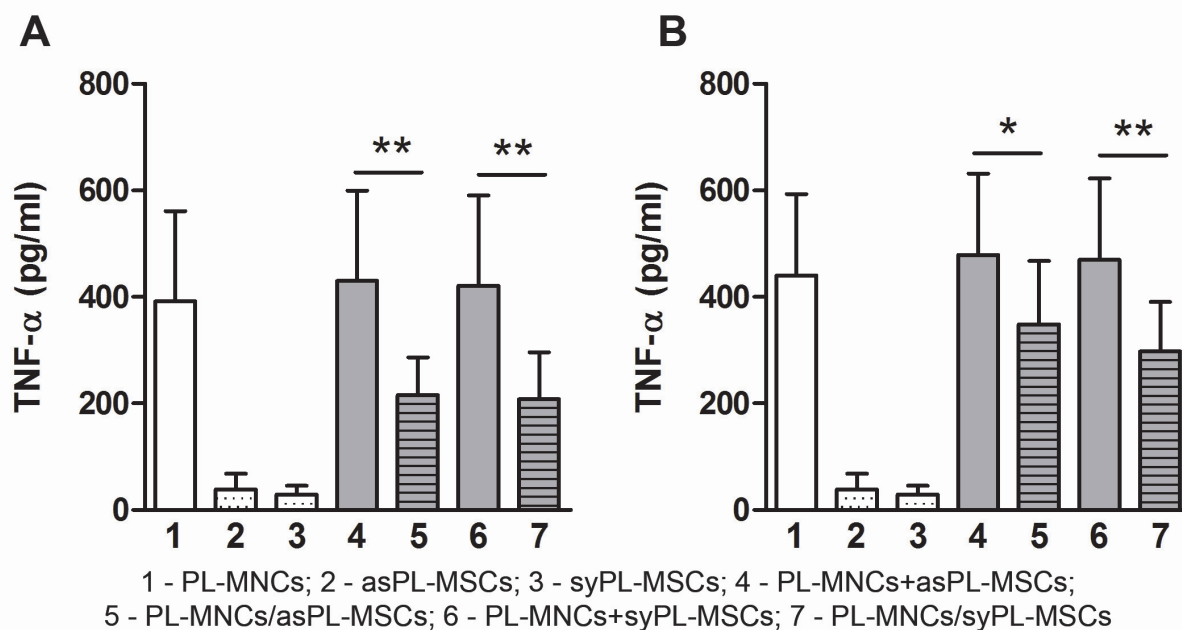 A
B
800
600
400
200
0
TNF-α (pg/ml)
** **
1 2 3 4 5 6 7
800
600
400
200
0
TNF-α (pg/ml)
* **
1 2 3 4 5 6 7
1 - PL-MNCs; 2 - asPL-MSCs; 3 - syPL-MSCs; 4 - PL-MNCs+asPL-MSCs;
5 - PL-MNCs/asPL-MSCs; 6 - PL-MNCs+syPL-MSCs; 7 - PL-MNCs/syPL-MSCs